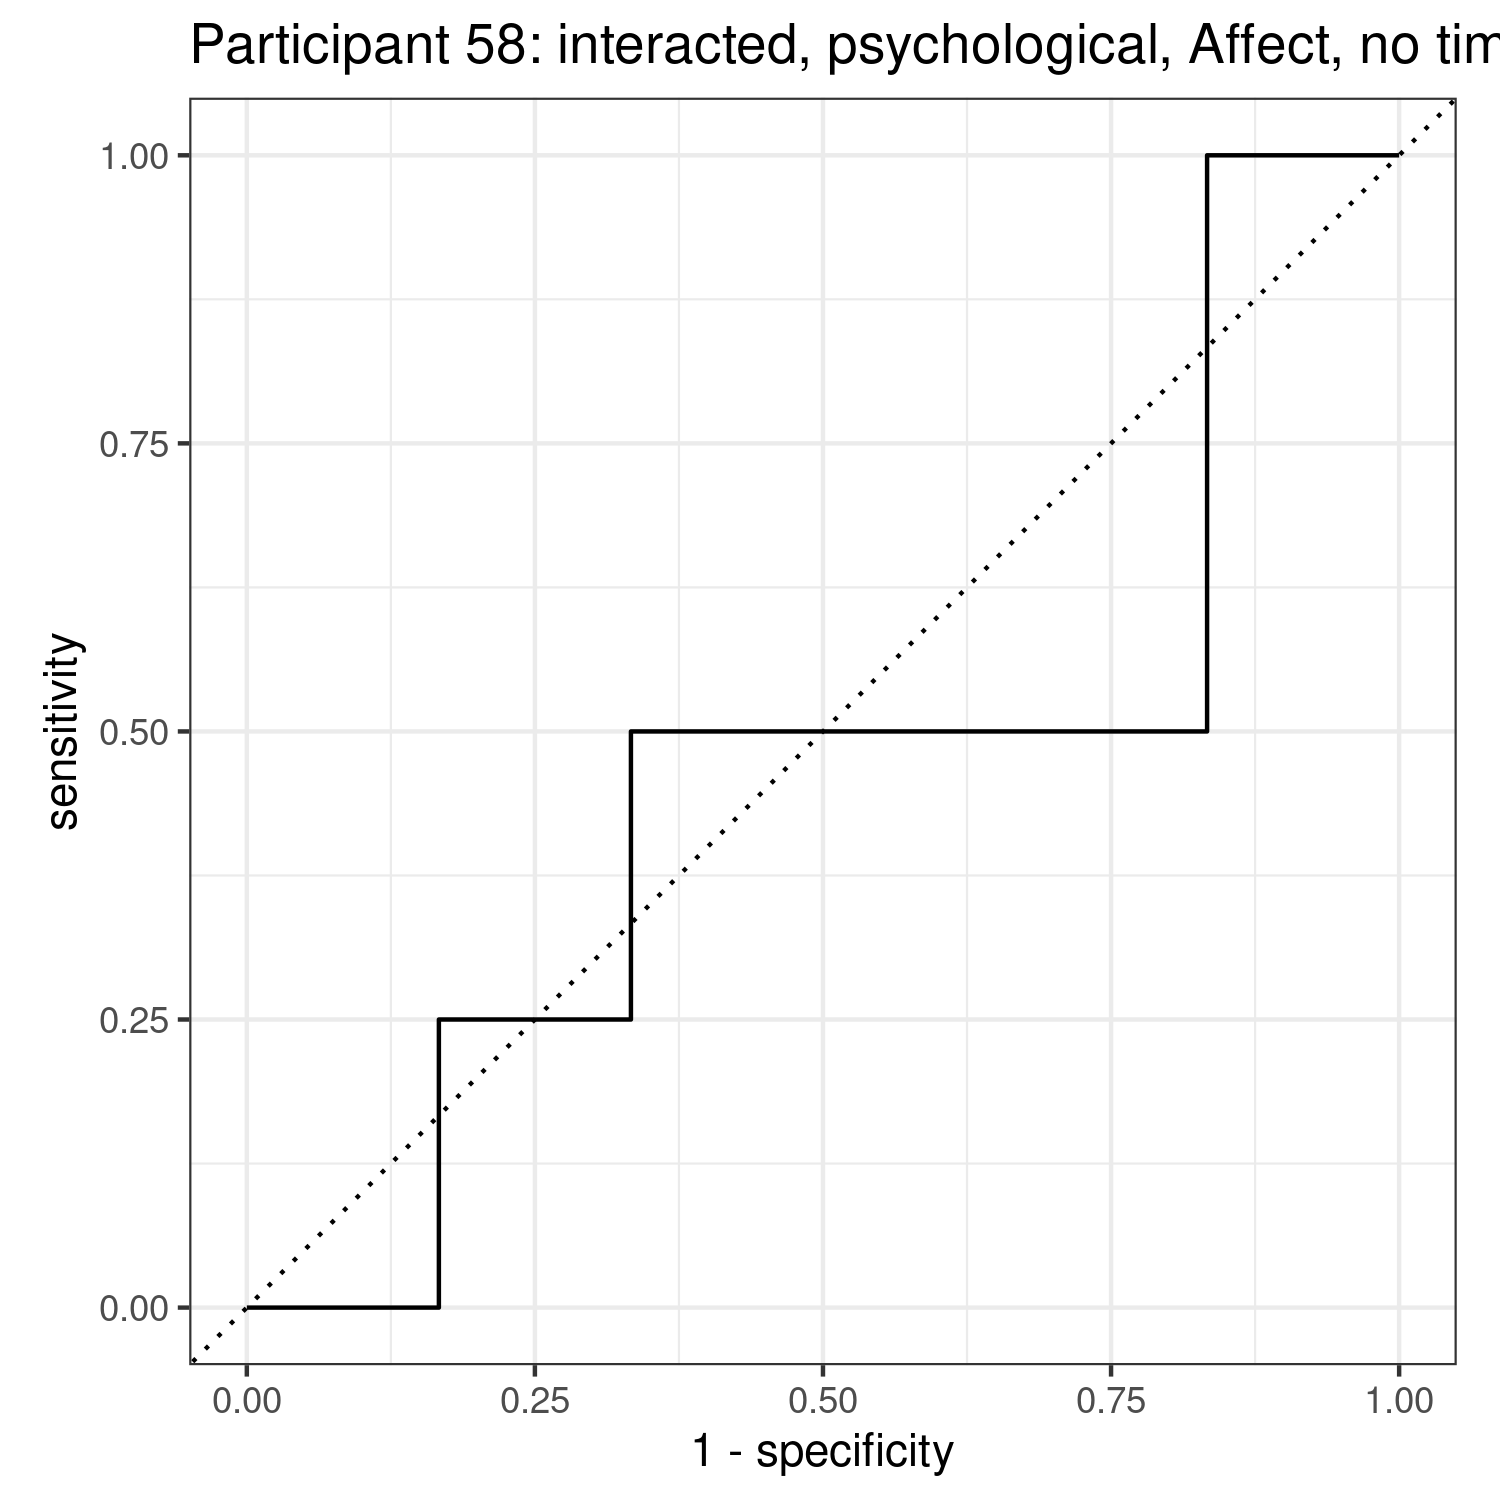 Participant 58: interacted, psychological, Affect, no
1.00
0.75
0.50
0.25
0.00
sensitivity
0.00 0.25 0.50 0.75 1.00
1 - specificity